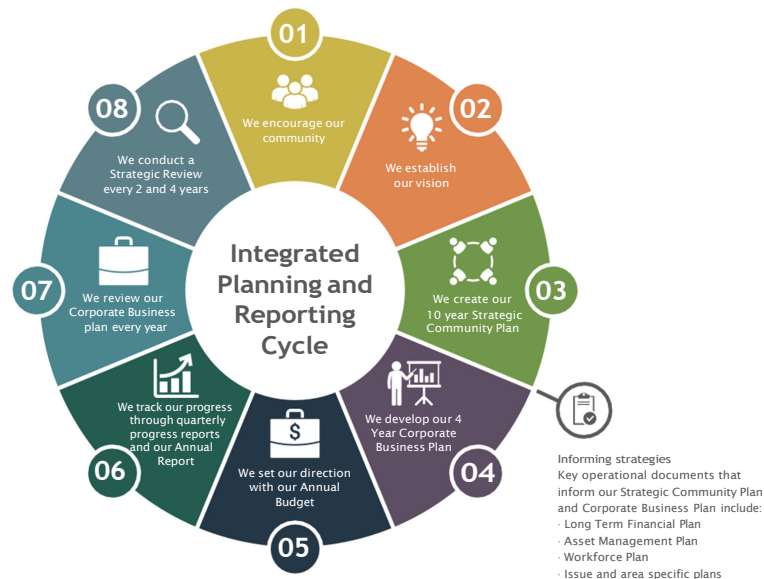 Integrated
Planning and
Reporting
Cycle
01
We encourage our
community
02
We establish
our vision
03
We create our
10 year Strategic
Community Plan
04
We develop our 4
Year Corporate
Business Plan
05
$
We set our direction
with our Annual
Budget
06
We track our progress
through quarterly
progress reports
and our Annual
Report
07
We review our
Corporate Business
plan every year
08
We conduct a
Strategic Review
every 2 and 4 years
Informing strategies
Key operational documents that
inform our Strategic Community Plan
and Corporate Business Plan include:
· Long Term Financial Plan
· Asset Management Plan
· Workforce Plan
· Issue and area specific plans